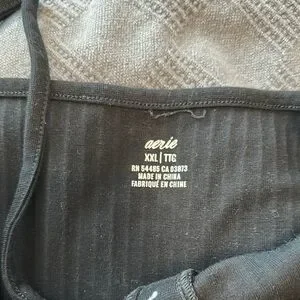 aerie
XXL | TTG
RN 54485 CA 03873
MADE IN CHINA
FABRIQUÉ EN CHINE